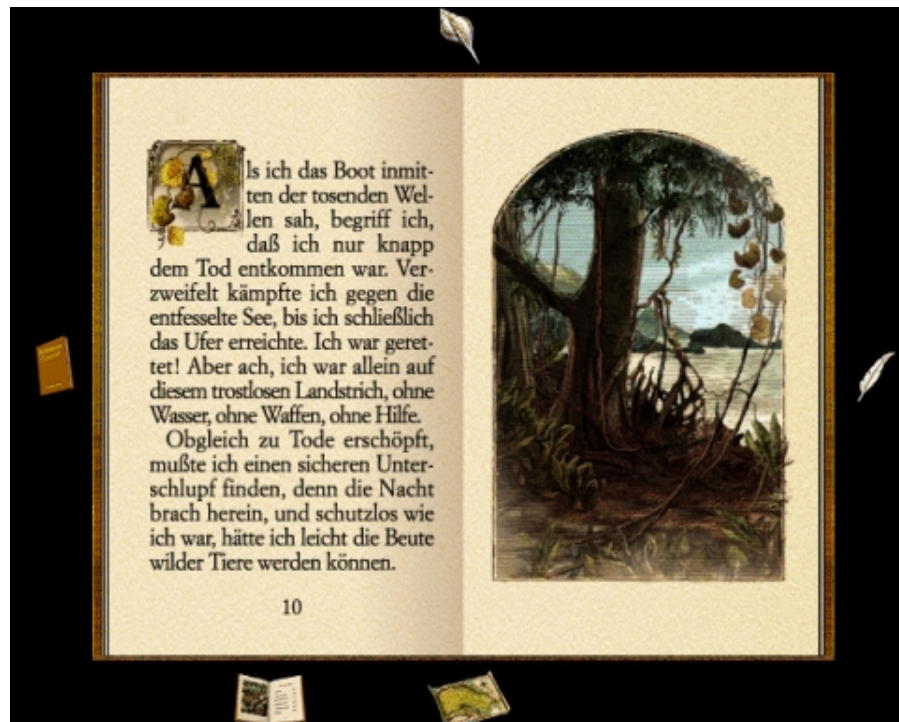 Als ich das Boot inmit-
ten der tosenden Wel-
len sah, begriff ich,
daß ich nur knapp
dem Tod entkommen war. Ver-
zweifelt kämpfte ich gegen die
entfesselte See, bis ich schließlich
das Ufer erreichte. Ich war geret-
tet! Aber ach, ich war allein auf
diesem trostlosen Landstrich, ohne
Wasser, ohne Waffen, ohne Hilfe.
Obgleich zu Tode erschöpft,
mußte ich einen sicheren Unter-
schlupf finden, denn die Nacht
brach herein, und schutzlos wie
ich war, hätte ich leicht die Beute
wilder Tiere werden können.
10